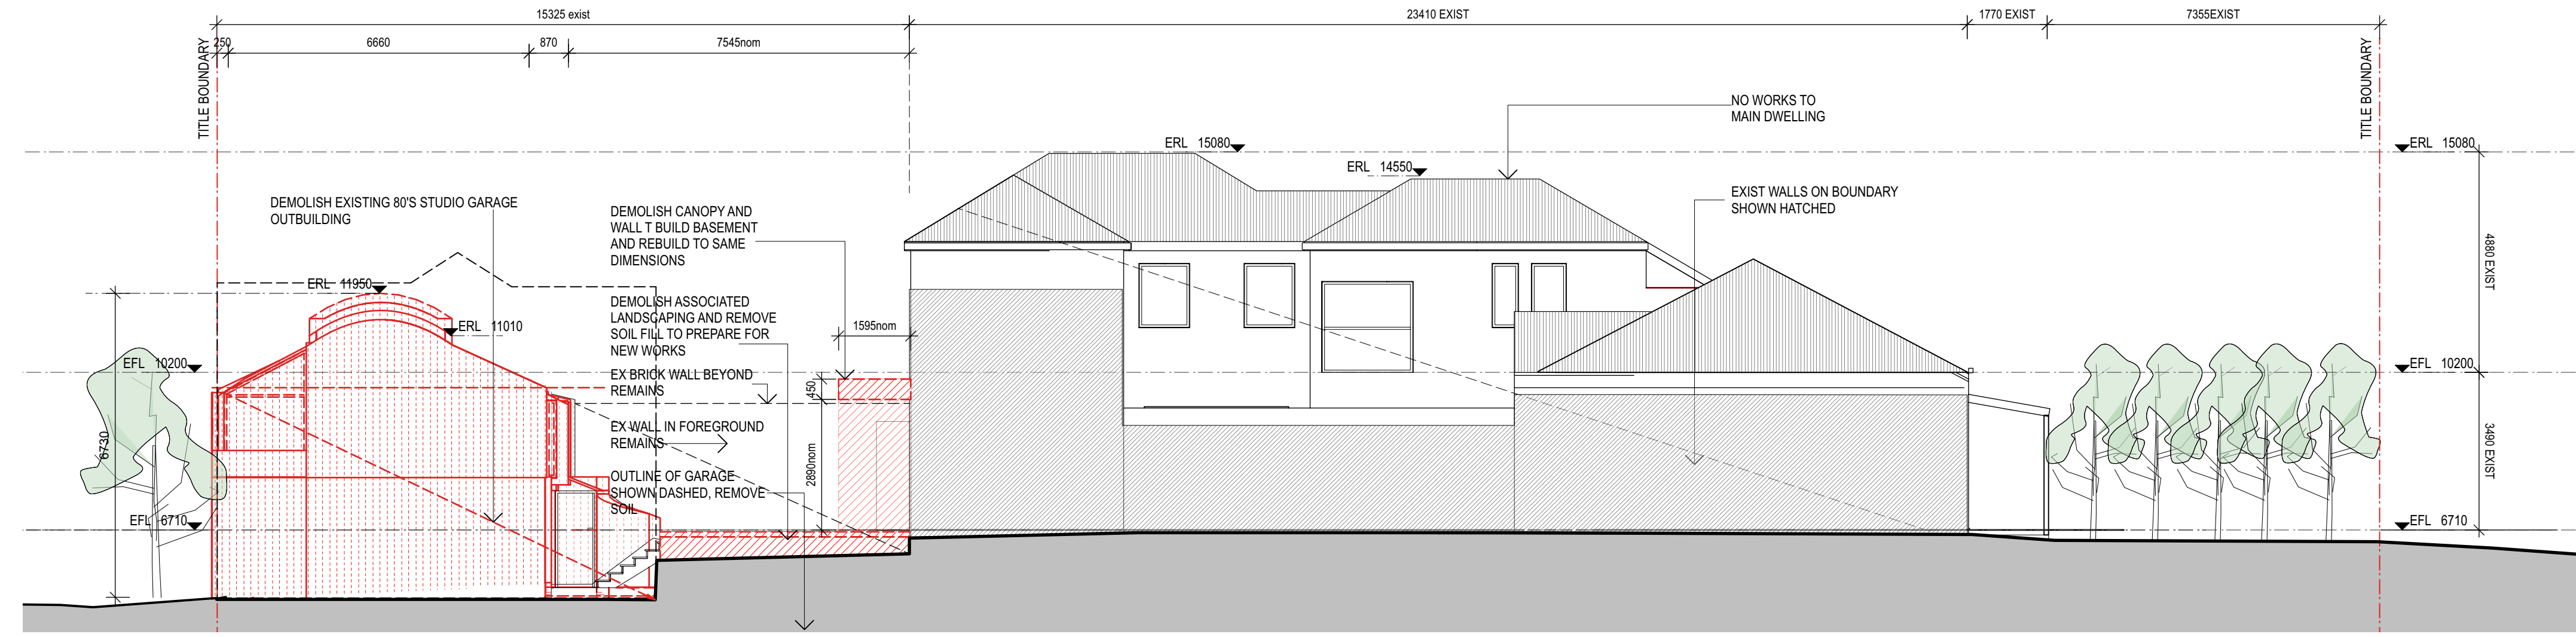 15325 exist
23410 EXIST
1770 EXIST
7355EXIST
250
6660
870
7545nom
TITLE BOUNDARY
TITLE BOUNDARY
NO WORKS TO
MAIN DWELLING
ERL 15080
ERL 15080
ERL 14550
EXIST WALLS ON BOUNDARY
SHOWN HATCHED
DEMOLISH EXISTING 80'S STUDIO GARAGE
OUTBUILDING
DEMOLISH CANOPY AND
WALL T BUILD BASEMENT
AND REBUILD TO SAME
DIMENSIONS
4880 EXIST
ERL 11950
ERL 11010
DEMOLISH ASSOCIATED
LANDSCAPING AND REMOVE
SOIL FILL TO PREPARE FOR
NEW WORKS
1595nom
EFL 10200
EFL 10200
EX BRICK WALL BEYOND
REMAINS
450
6730
EX WALL IN FOREGROUND
REMAINS
3490 EXIST
2890nom
OUTLINE OF GARAGE
SHOWN DASHED, REMOVE
SOIL
EFL 6710
EFL 6710